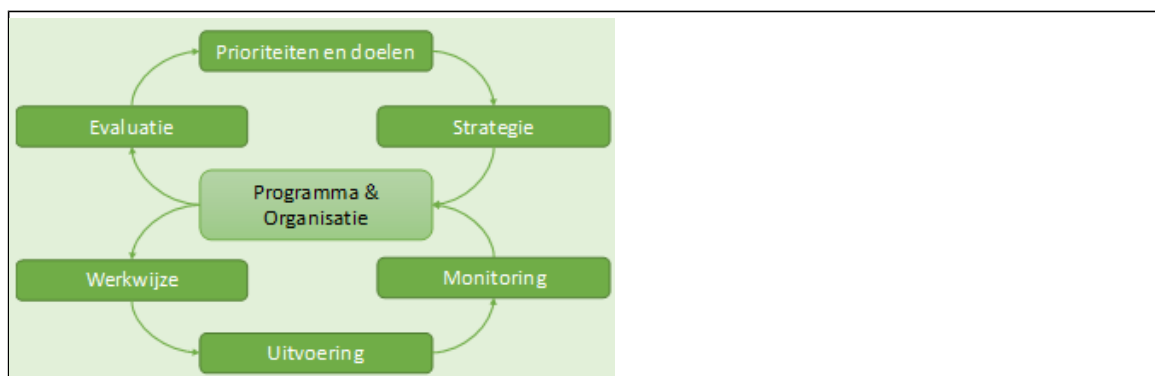 Prioriteiten en doelen
Evaluatie
Strategie
Programma &
Organisatie
Werkwijze
Monitoring
Uitvoering